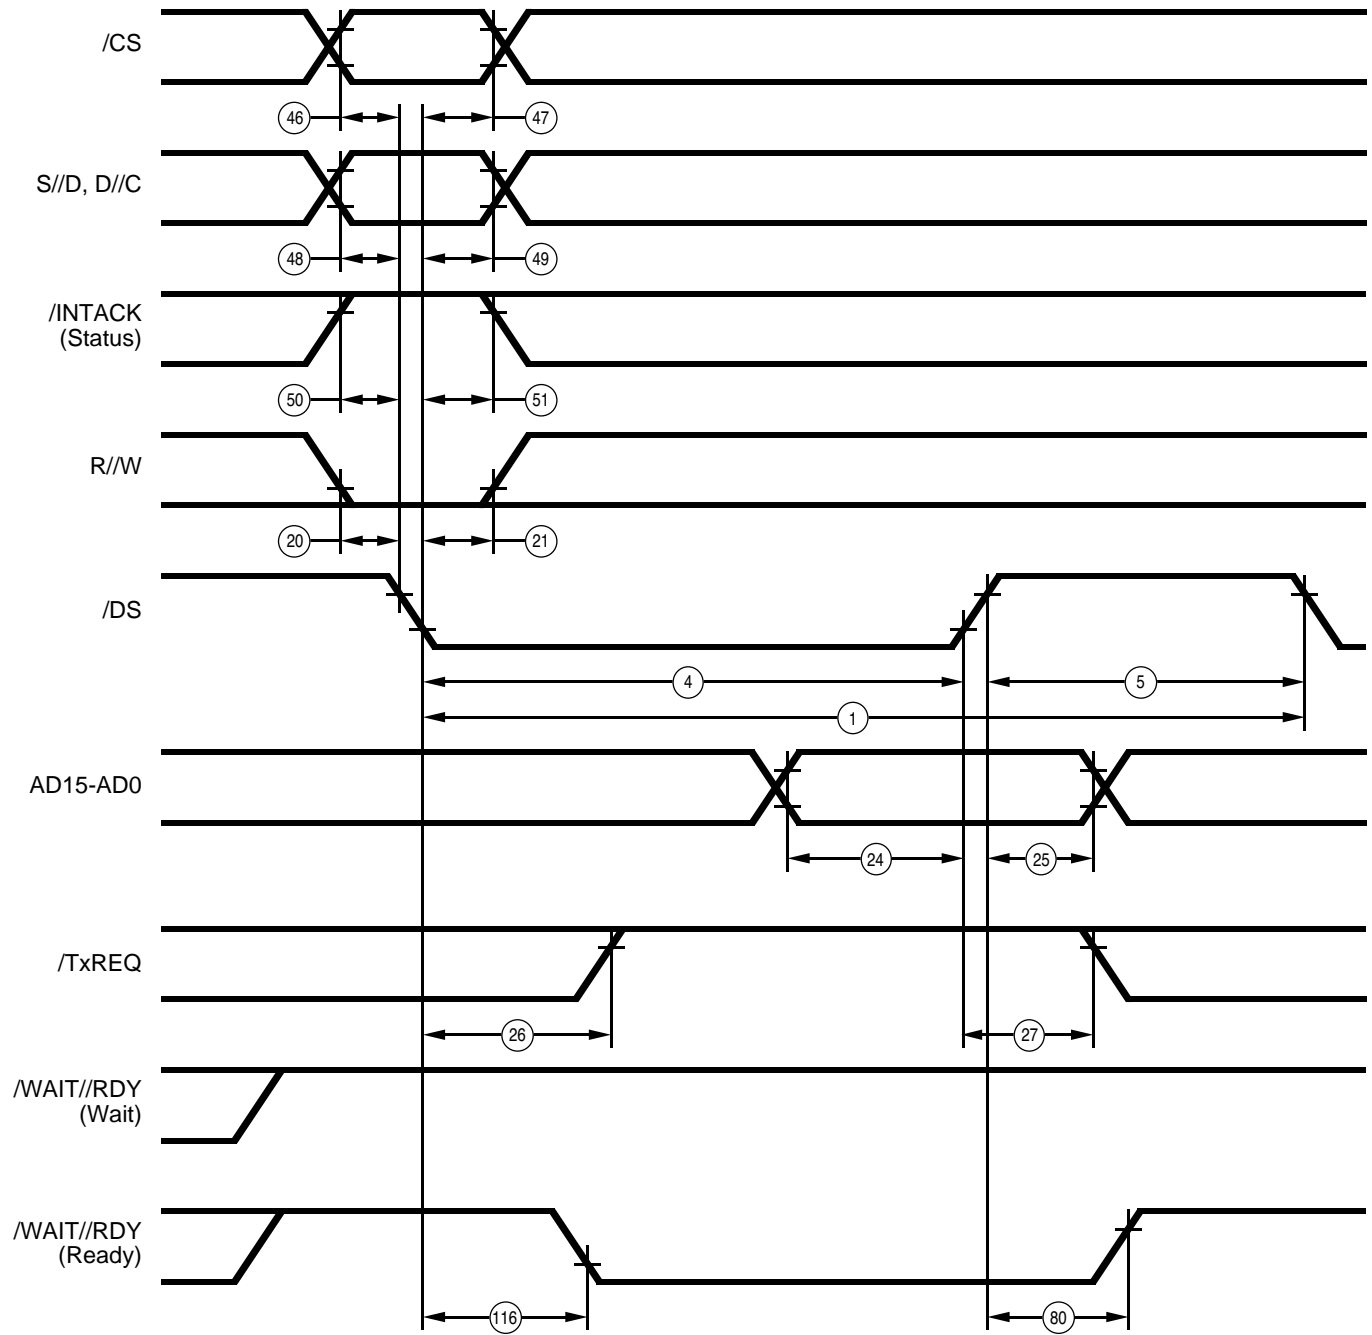 /CS
46
47
S//D, D//C
48
49
/INTACK
(Status)
50
51
R//W
20
21
/DS
4
5
1
AD15-AD0
24
25
/TxREQ
26
27
/WAIT//RDY
(Wait)
/WAIT//RDY
(Ready)
116
80